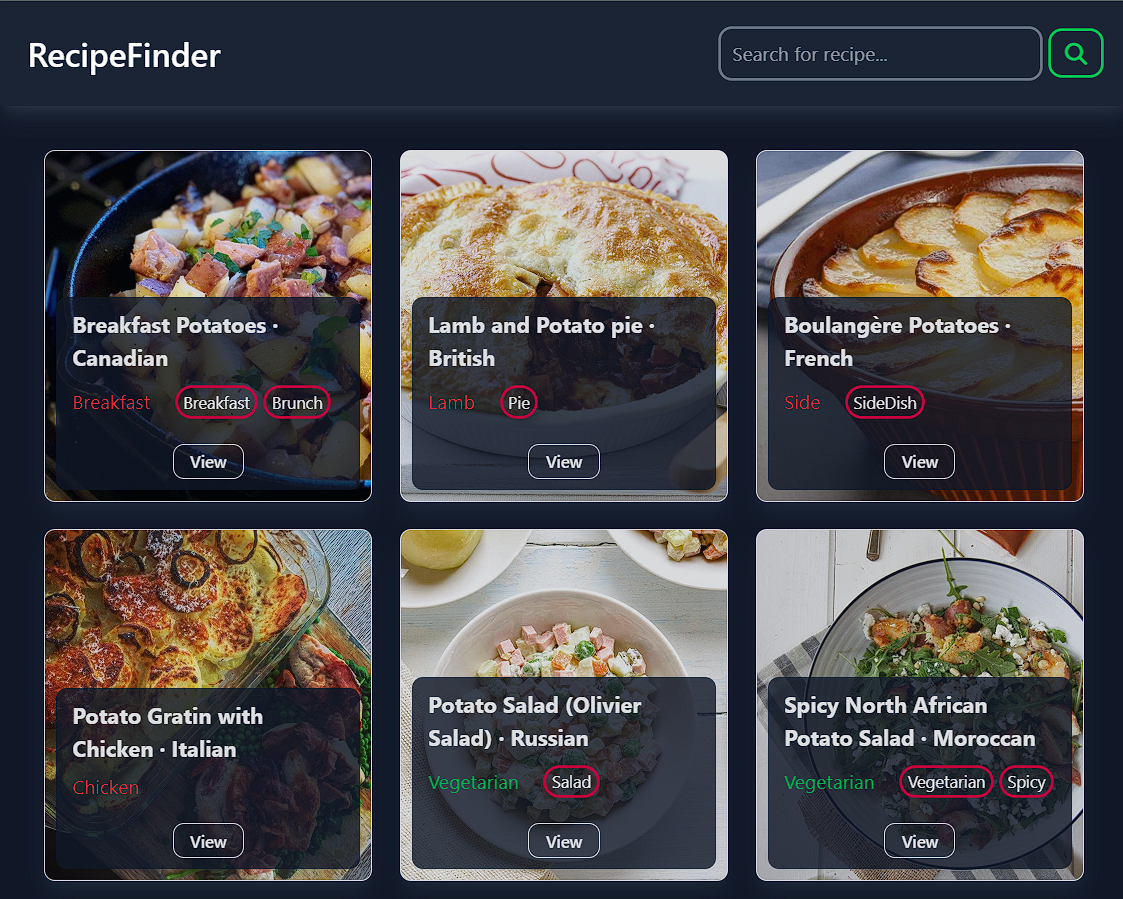 RecipeFinder
Search for recipe...
Breakfast Potatoes ·
Canadian
Breakfast Breakfast Brunch
View
Lamb and Potato pie ·
British
Lamb Pie
View
Boulangère Potatoes ·
French
Side SideDish
View
Potato Gratin with
Chicken · Italian
Chicken
View
Potato Salad (Olivier
Salad) · Russian
Vegetarian Salad
View
Spicy North African
Potato Salad · Moroccan
Vegetarian Vegetarian Spicy
View